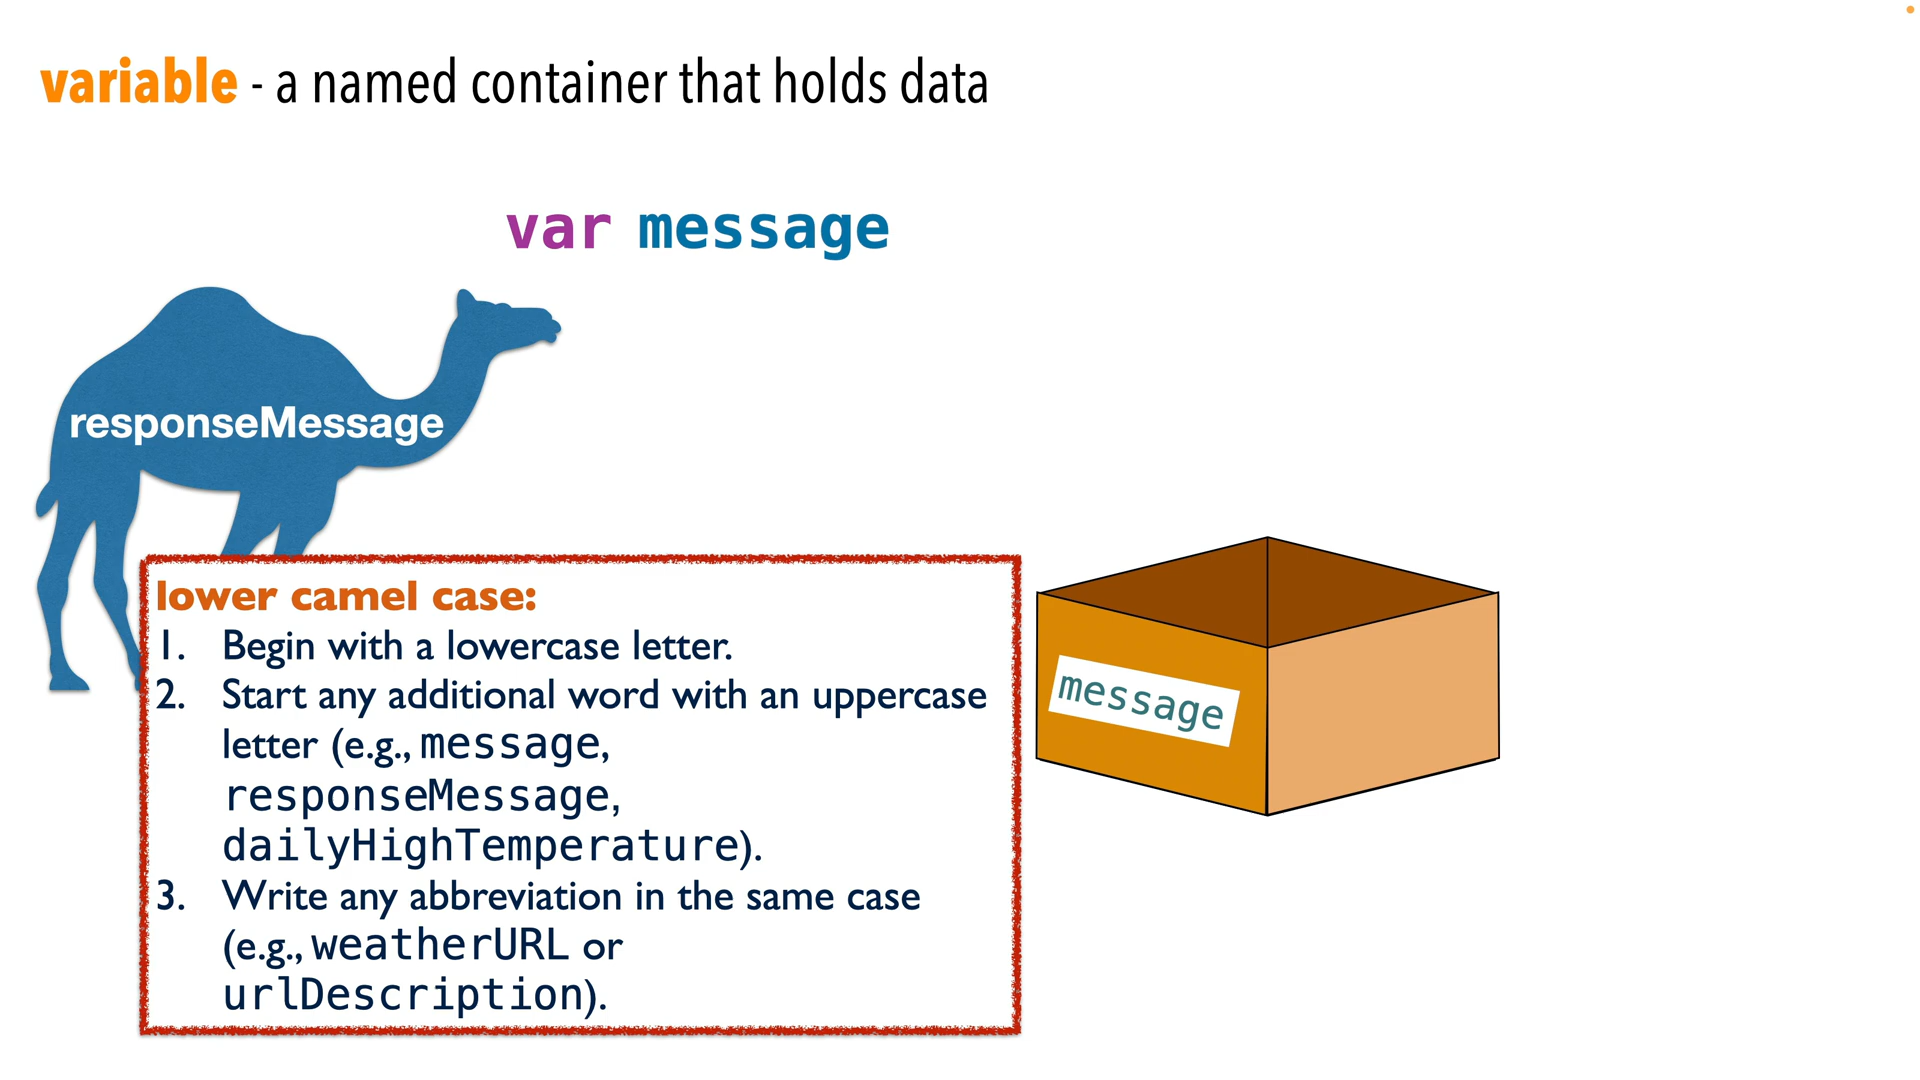 variable - a named container that holds data
var message
responseMessage
lower camel case:
1. Begin with a lowercase letter.
2. Start any additional word with an uppercase
letter (e.g., message,
responseMessage,
dailyHighTemperature).
3. Write any abbreviation in the same case
(e.g., weatherURL or
urlDescription).
message